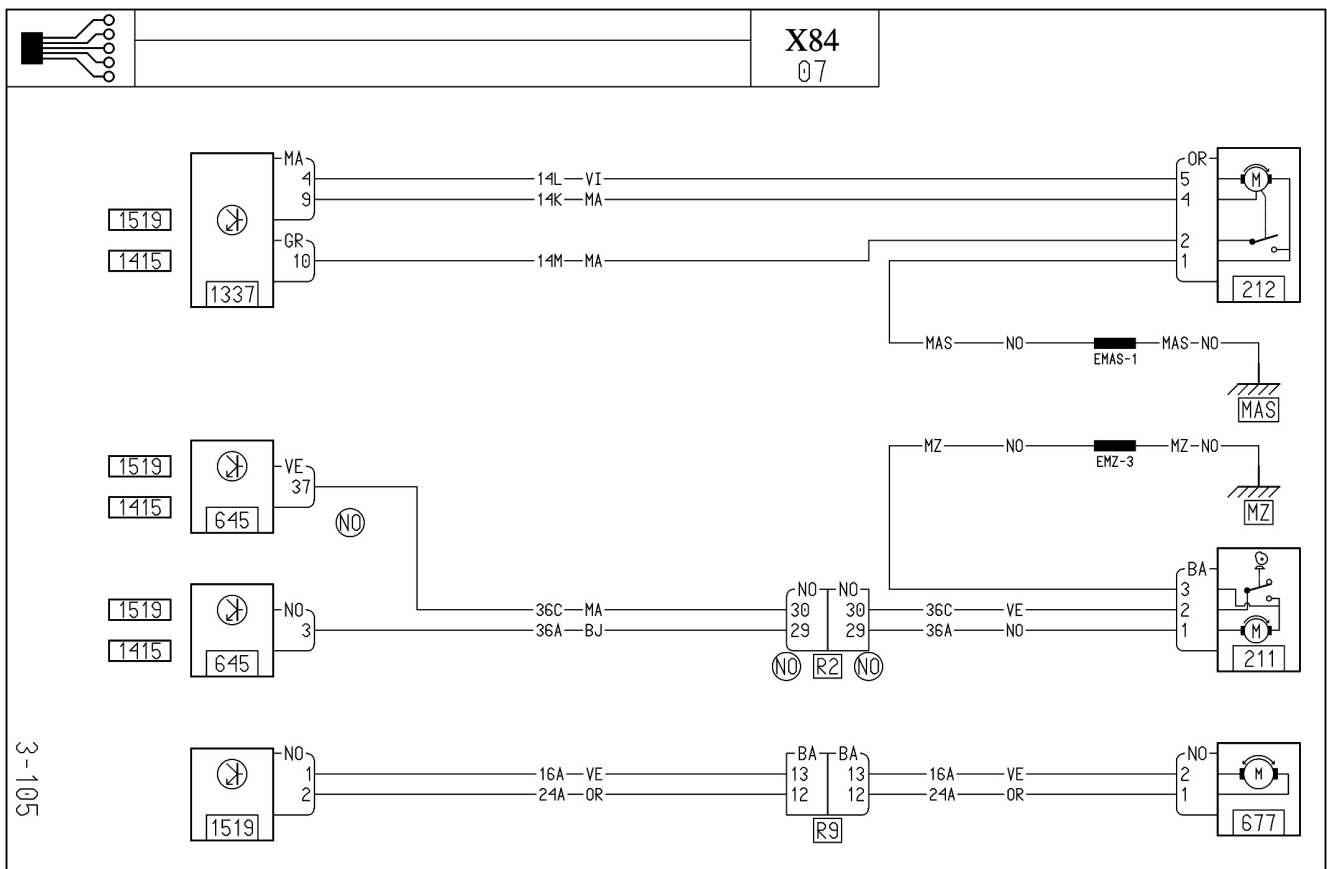 X84
07
MA OR
4 14L VI 5
9 14K MA 4
1519
GR 2
1415 10 14M MA 1
1337 212
MAS NO MAS-NO
EMAS-1
MAS
MZ NO MZ-NO
EMZ-3
1519 VE
37
1415 MZ
645 NO
BA
NO NO 3
1519 NO 36C MA 30 30 36C VE 2
3 36A BJ 29 29 36A NO 1
1415
645 NO R2 NO 211
NO BA BA NO
1 16A VE 13 13 16A VE 2
2 24A OR 12 12 24A OR 1
1519 R9 677
M
M
M
3-105